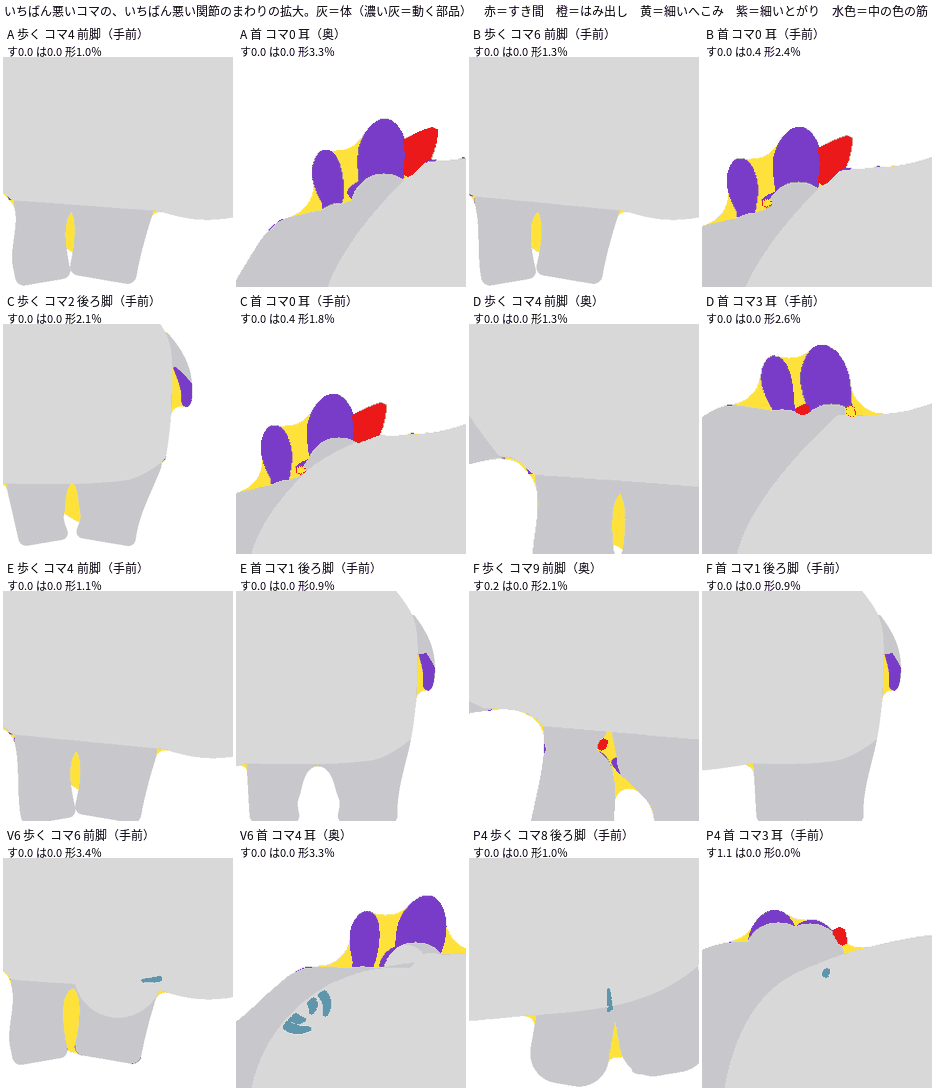 いちばん悪いコマの、いちばん悪い関節のまわりの拡大。灰＝体（濃い灰＝動く部品）　赤＝すき間　橙＝はみ出し　黄＝細いへこみ　紫＝細いとがり　水色＝中の色の筋
A 歩く コマ4 前脚（手前）
す0.0 は0.0 形1.0%
A 首 コマ0 耳（奥）
す0.0 は0.0 形3.3%
B 歩く コマ6 前脚（手前）
す0.0 は0.0 形1.3%
B 首 コマ0 耳（手前）
す0.0 は0.4 形2.4%
C 歩く コマ2 後ろ脚（手前）
す0.0 は0.0 形2.1%
C 首 コマ0 耳（手前）
す0.0 は0.4 形1.8%
D 歩く コマ4 前脚（奥）
す0.0 は0.0 形1.3%
D 首 コマ3 耳（手前）
す0.0 は0.0 形2.6%
E 歩く コマ4 前脚（手前）
す0.0 は0.0 形1.1%
E 首 コマ1 後ろ脚（手前）
す0.0 は0.0 形0.9%
F 歩く コマ9 前脚（奥）
す0.2 は0.0 形2.1%
F 首 コマ1 後ろ脚（手前）
す0.0 は0.0 形0.9%
V6 歩く コマ6 前脚（手前）
す0.0 は0.0 形3.4%
V6 首 コマ4 耳（奥）
す0.0 は0.0 形3.3%
P4 歩く コマ8 後ろ脚（手前）
す0.0 は0.0 形1.0%
P4 首 コマ3 耳（手前）
す1.1 は0.0 形0.0%